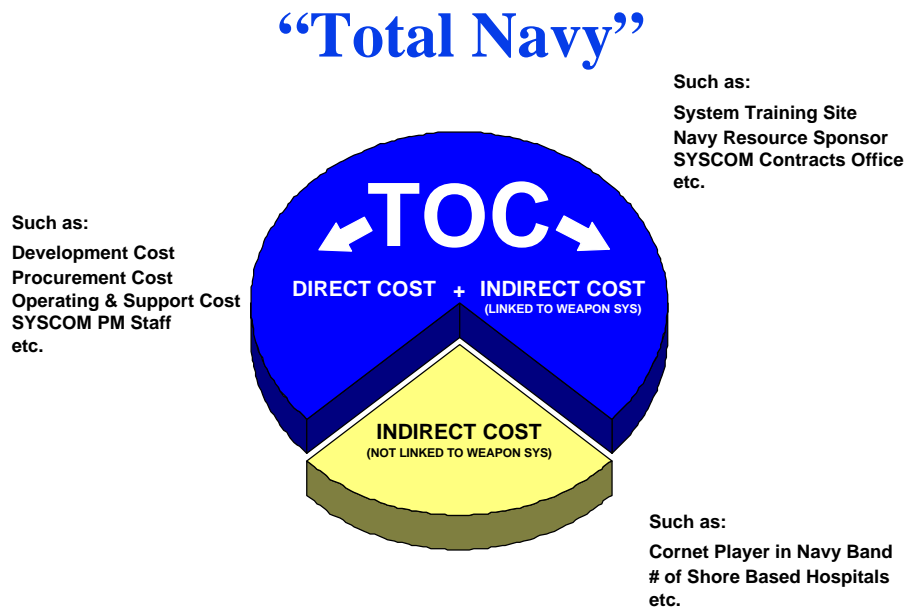 “Total Navy”
Such as:
System Training Site
Navy Resource Sponsor
SYSCOM Contracts Office
etc.
Such as:
Development Cost
Procurement Cost
Operating & Support Cost
SYSCOM PM Staff
etc.
TOC
DIRECT COST + INDIRECT COST
(LINKED TO WEAPON SYS)
INDIRECT COST
(NOT LINKED TO WEAPON SYS)
Such as:
Cornet Player in Navy Band
# of Shore Based Hospitals
etc.